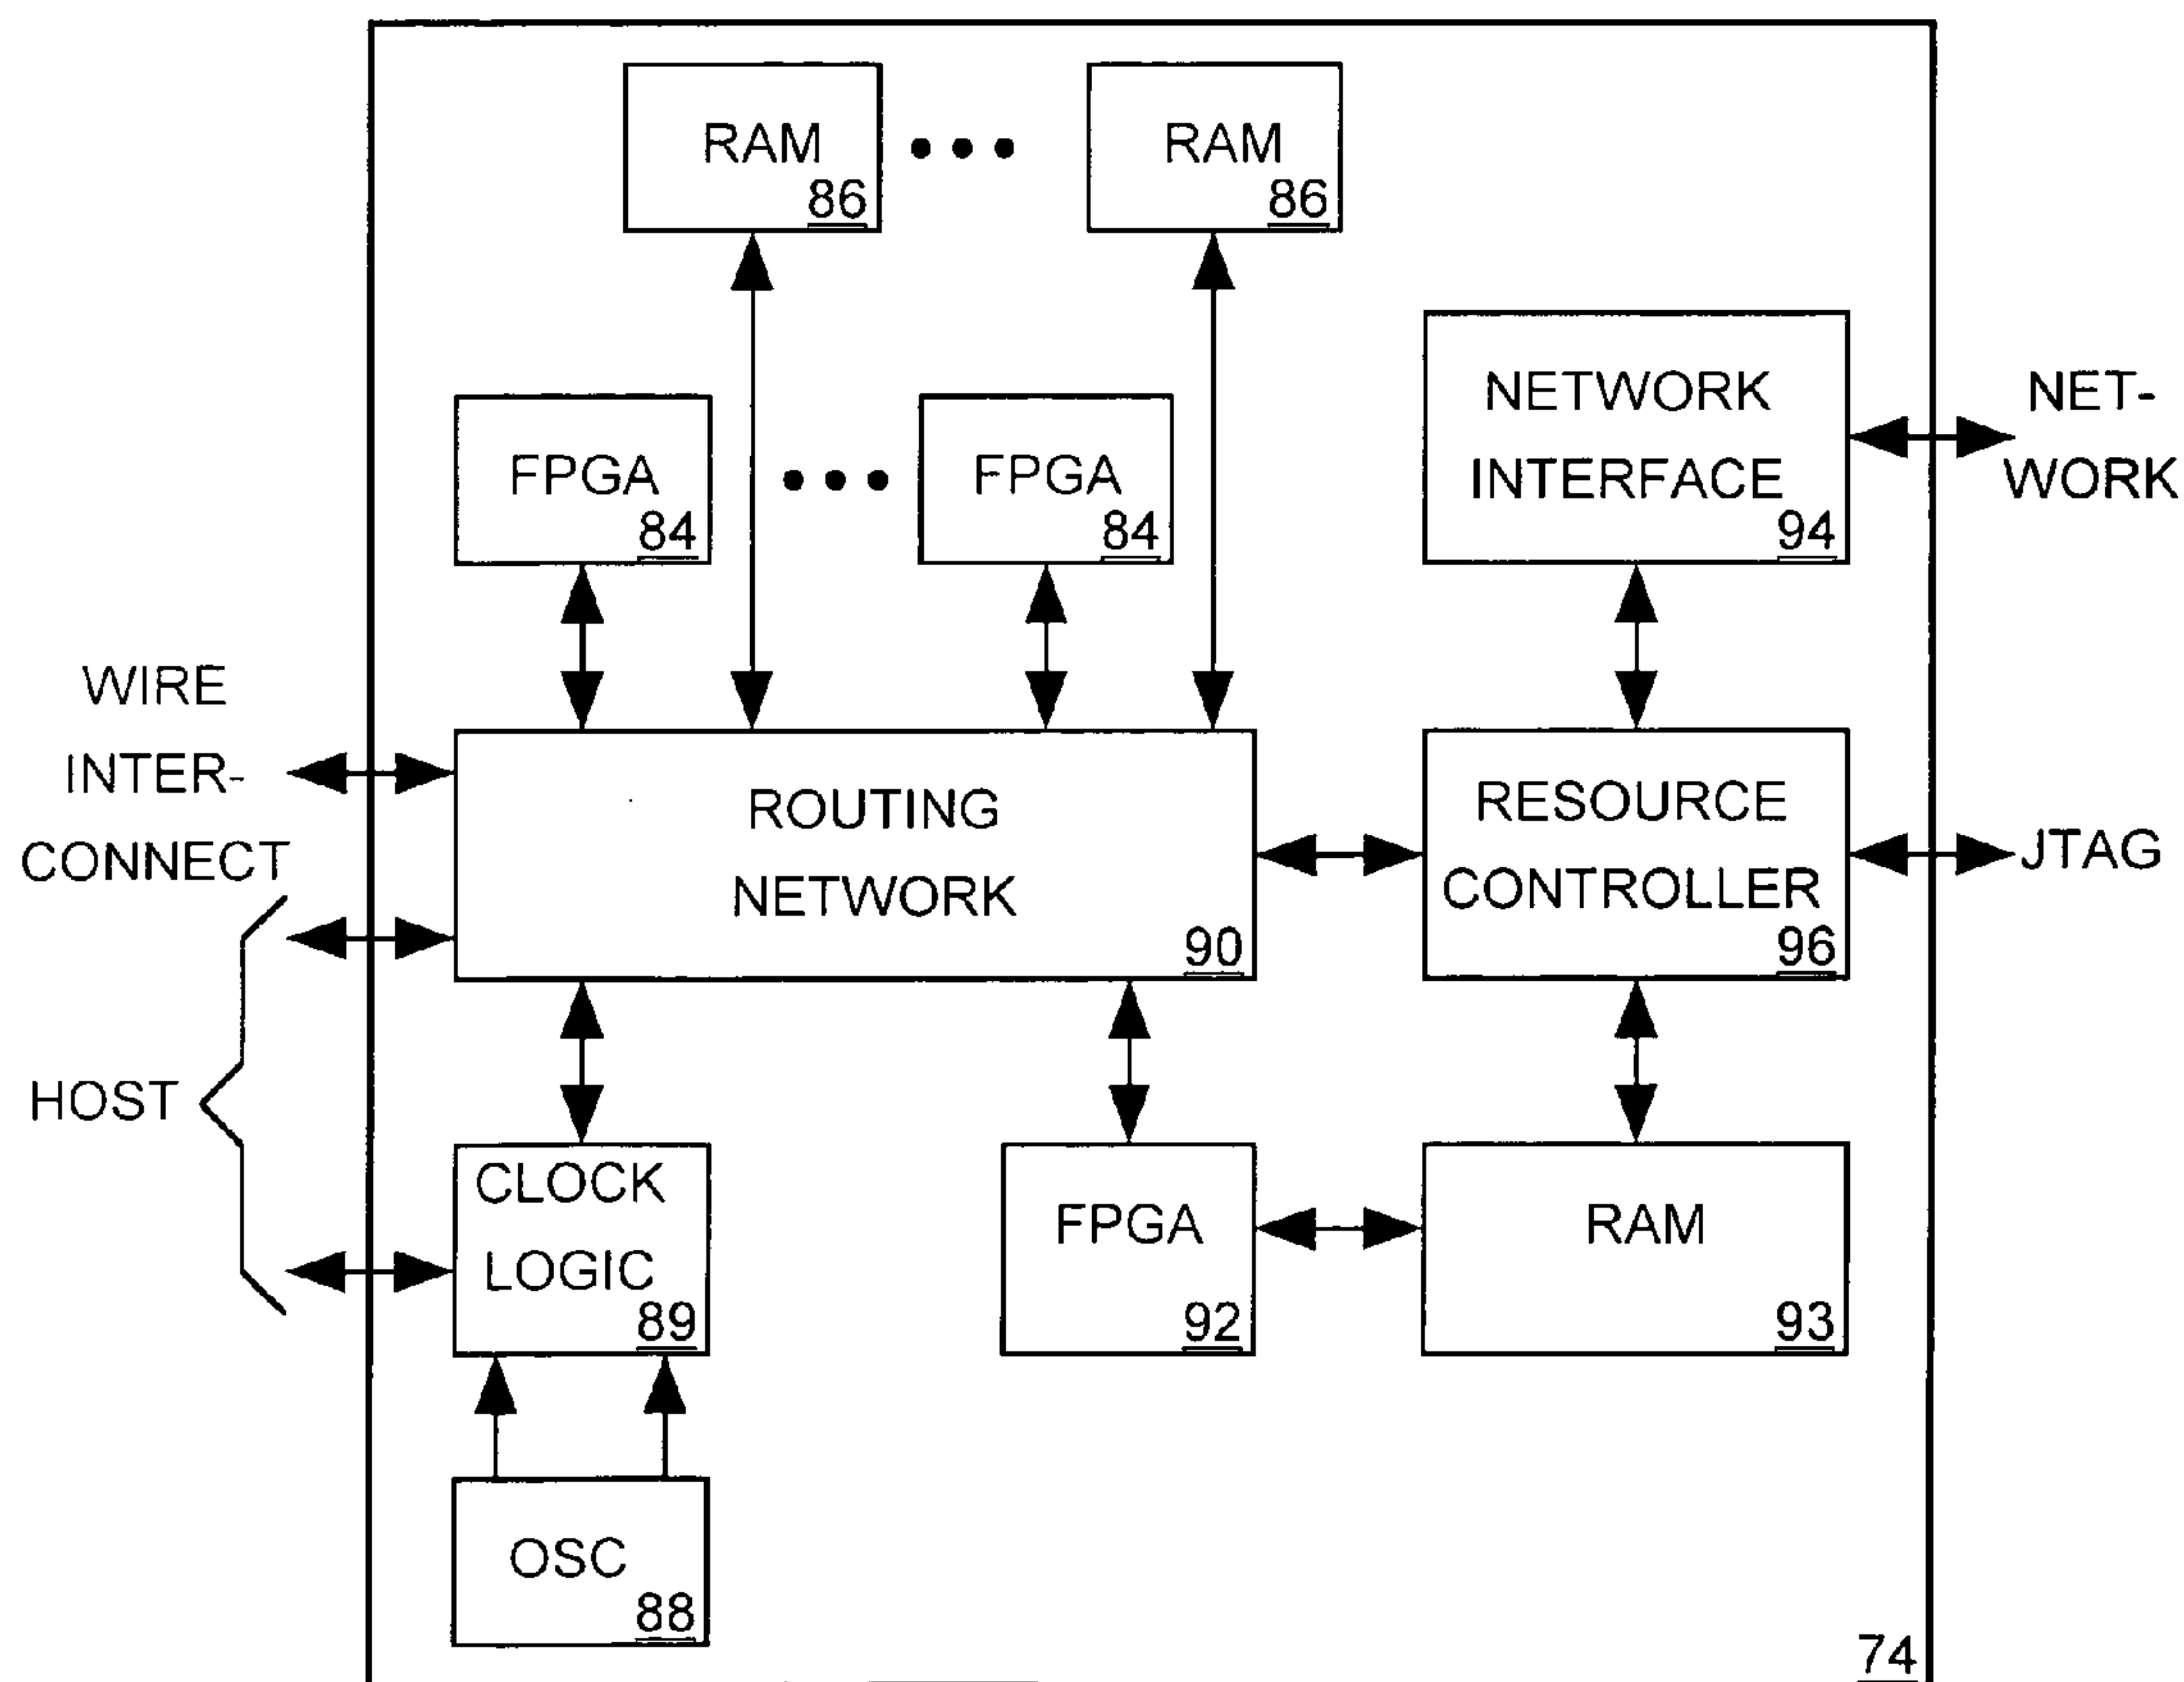 RAM
86
RAM
86
FPGA
84
FPGA
84
NETWORK
INTERFACE
94
NET-
WORK
WIRE
INTER-
CONNECT
ROUTING
NETWORK
90
RESOURCE
CONTROLLER
96
JTAG
HOST
CLOCK
LOGIC
89
FPGA
92
RAM
93
OSC
88
74